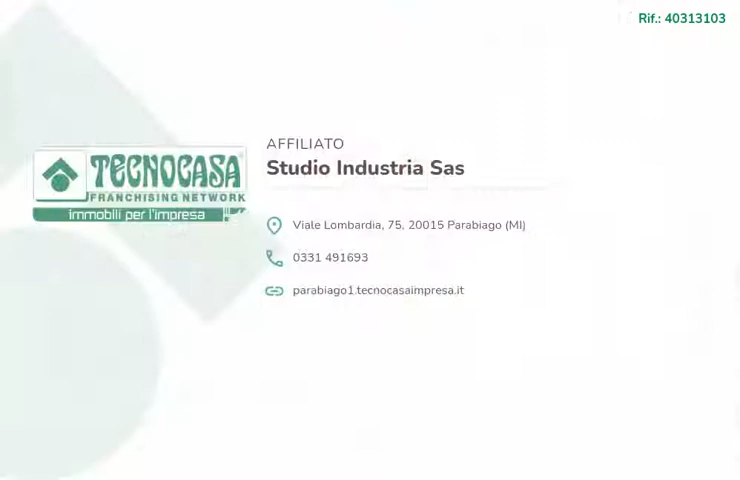 Rif.: 40313103
AFFILIATO
Studio Industria Sas
TECNOCASA
FRANCHISING NETWORK
immobili per l'impresa
Viale Lombardia, 75, 20015 Parabiago (MI)
0331 491693
parabiago1.tecnocasaimpresa.it